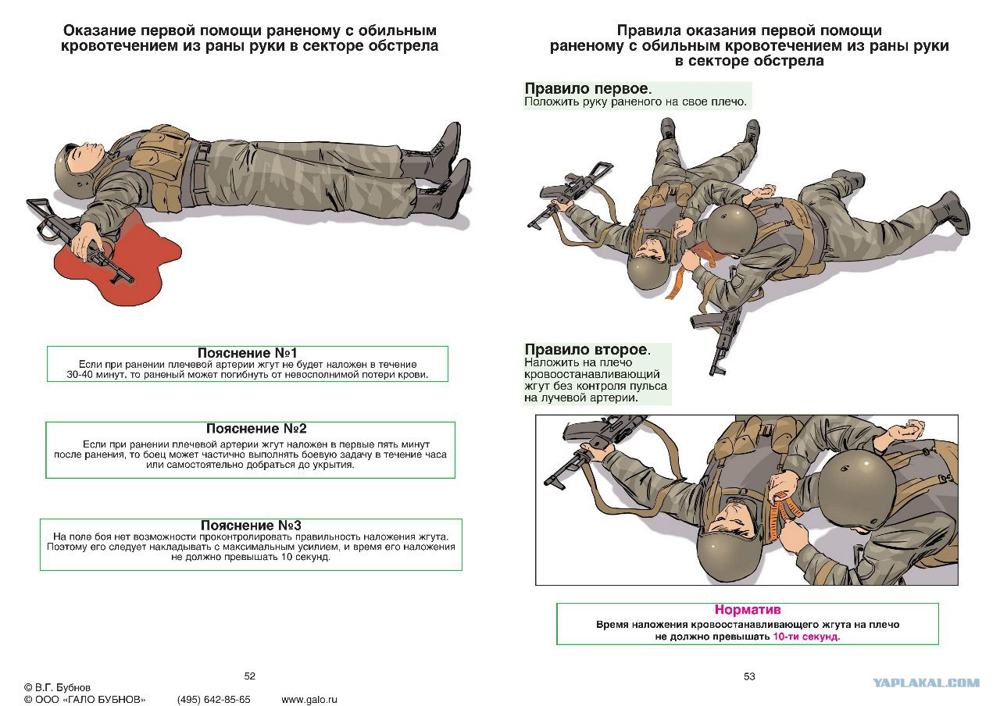 Оказание первой помощи раненому с обильным
кровотечением из раны руки в секторе обстрела
Пояснение №1
Если при ранении плечевой артерии жгут не будет наложен в течение
30-40 минут, то раненый может погибнуть от невосполнимой потери крови.
Пояснение №2
Если при ранении плечевой артерии жгут наложен в первые пять минут
после ранения, то боец может частично выполнять боевую задачу в течение часа
или самостоятельно добраться до укрытия.
Пояснение №3
На поле боя нет возможности проконтролировать правильность наложения жгута.
Поэтому его следует накладывать с максимальным усилием, и время его наложения
не должно превышать 10 секунд.
52
© В.Г. Бубнов
© ООО «ГАЛО БУБНОВ» (495) 642-85-65 www.galo.ru
Правила оказания первой помощи
раненому с обильным кровотечением из раны руки
в секторе обстрела
Правило первое.
Положить руку раненого на свое плечо.
Правило второе.
Наложить на плечо
кровоостанавливающий
жгут без контроля пульса
на лучевой артерии.
Норматив
Время наложения кровоостанавливающего жгута на плечо
не должно превышать 10-ти секунд.
53
YAPLAKAL.COM